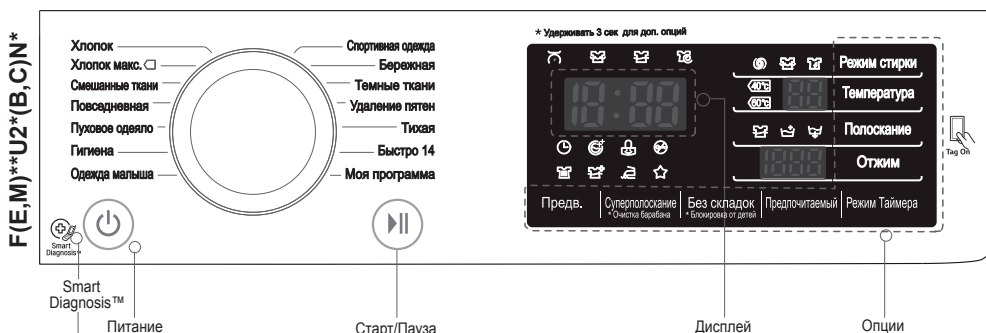 F(E,M)**U2*(B,C)N*
Хлопок
Хлопок макс.
Смешанные ткани
Повседневная
Пуховое одеяло
Гигиена
Одежда малыша
Спортивная одежда
Бережная
Темные ткани
Удаление пятен
Тихая
Быстро 14
Моя программа
Smart
Diagnosis™
* Удерживать 3 сек для доп. опций
18:88
40°c
60°c
88
1888
Режим стирки
Температура
Полоскание
Отжим
Предв.
Суперполоскание
* Очистка барабана
Без складок
* Блокировка от детей
Предпочитаемый
Режим Таймера
Tag On
Smart
Diagnosis™
Питание
Старт/Пауза
Дисплей
Опции